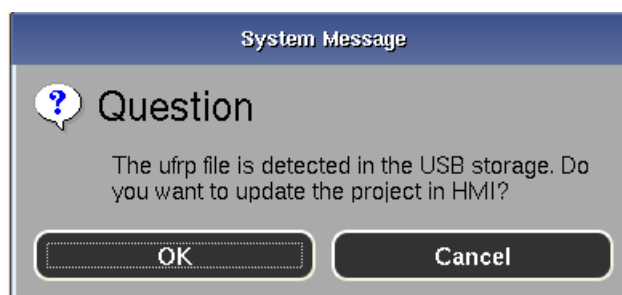 System Message
?
Question
The ufrp file is detected in the USB storage. Do
you want to update the project in HMI?
OK
Cancel